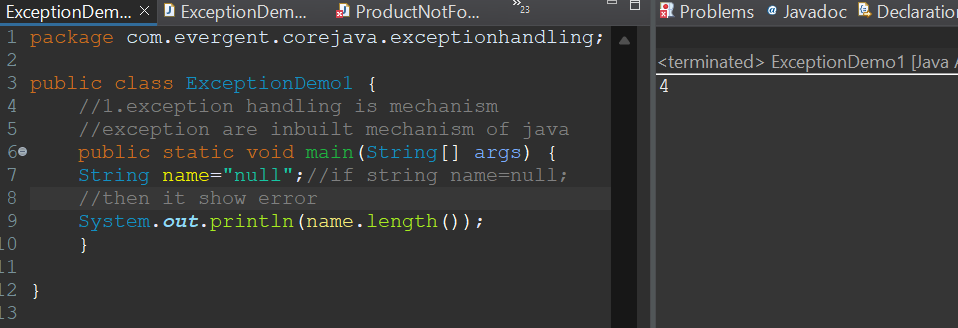 ExceptionDem... ExceptionDem... ProductNotFo... »23
Problems @ Javadoc Declaration
<terminated> ExceptionDemo1 [Java A
4
1 package com.evergent.corejava.exceptionhandling;
2
3 public class ExceptionDemo1 {
4 //1.exception handling is mechanism
5 //exception are inbuilt mechanism of java
6 public static void main(String[] args) {
7 String name="null";//if string name=null;
8 //then it show error
9 System.out.println(name.length());
10 }
11
12 }
13